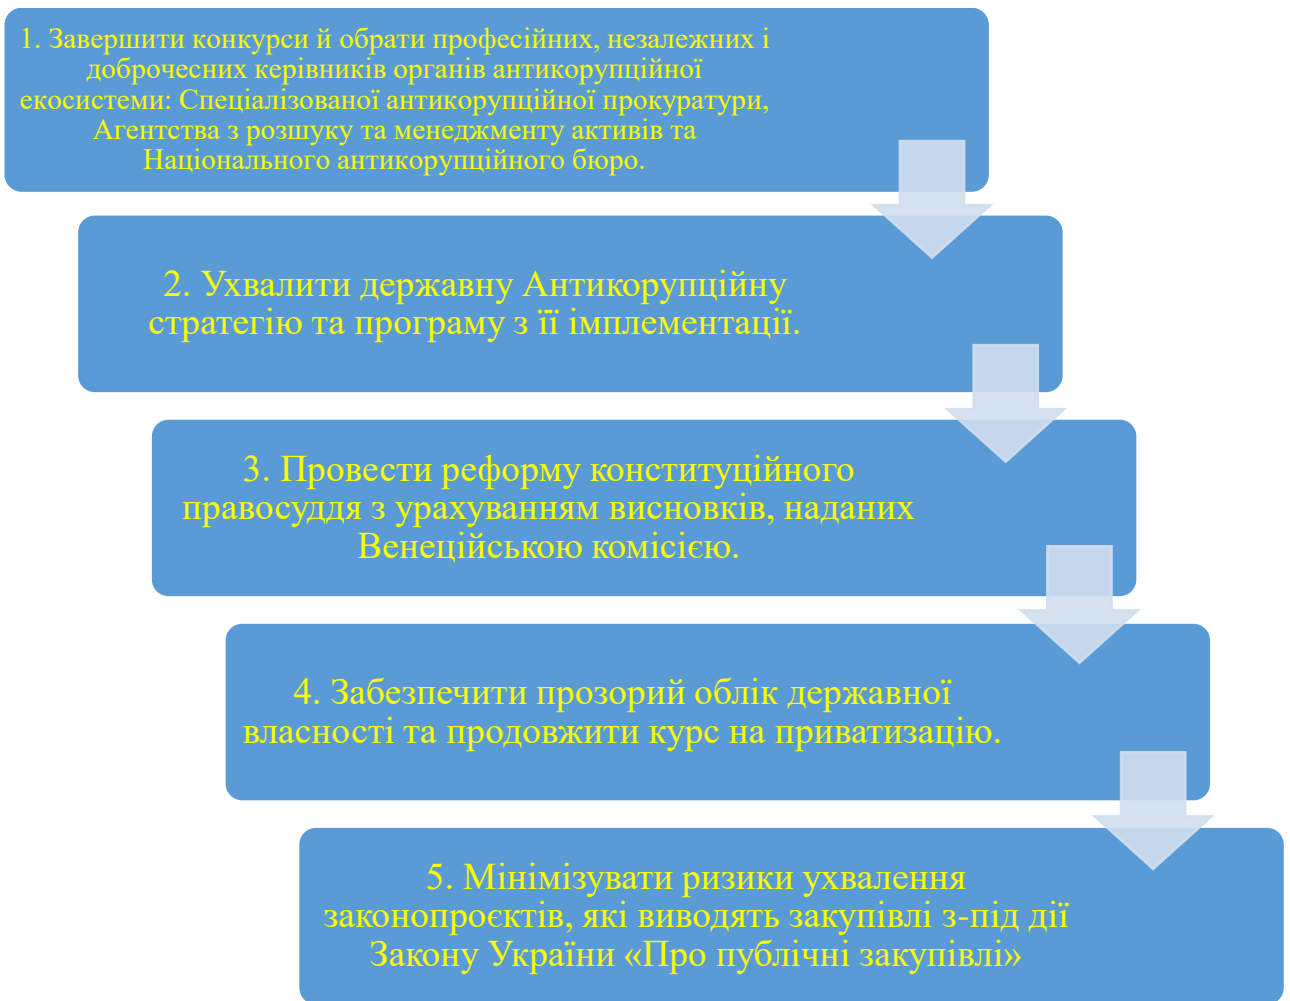 1. Завершити конкурси й обрати професійних, незалежних і
доброчесних керівників органів антикорупційної
екосистеми: Спеціалізованої антикорупційної прокуратури,
Агентства з розшуку та менеджменту активів та
Національного антикорупційного бюро.
2. Ухвалити державну Антикорупційну
стратегію та програму з її імплементації.
3. Провести реформу конституційного
правосуддя з урахуванням висновків, наданих
Венеційською комісією.
4. Забезпечити прозорий облік державної
власності та продовжити курс на приватизацію.
5. Мінімізувати ризики ухвалення
законопроєктів, які виводять закупівлі з-під дії
Закону України «Про публічні закупівлі»